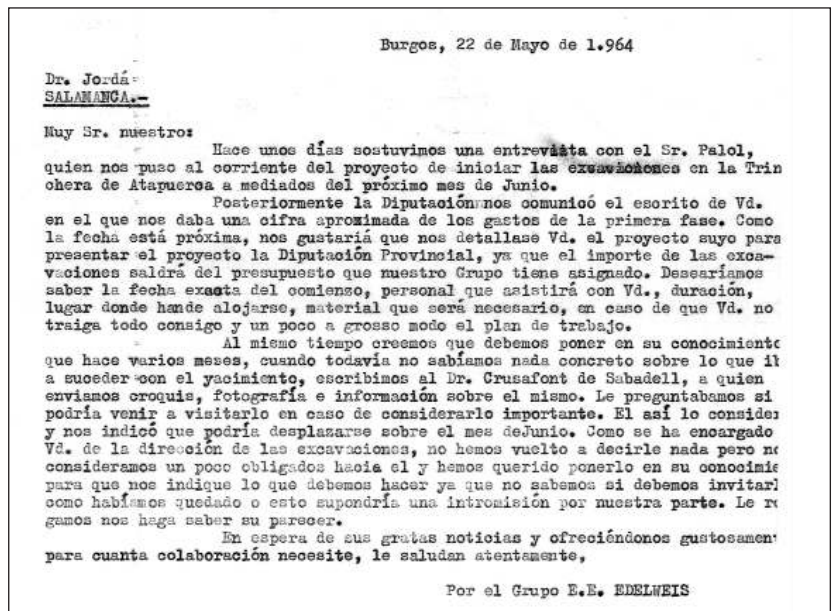 Burgos, 22 de Mayo de 1.964
Dr. Jordá
SALAMANCA.-
Muy Sr. nuestro:
Hace unos días sostuvimos una entrevista con el Sr. Palol,
quien nos puso al corriente del proyecto de iniciar las excavaciones en la Trin
chera de Atapuerca a mediados del próximo mes de Junio.
Posteriormente la Diputación nos comunicó el escrito de Vd.
en el que nos daba una cifra aproximada de los gastos de la primera fase. Como
la fecha está próxima, nos gustaría que nos detallase Vd. el proyecto suyo para
presentar el proyecto la Diputación Provincial, ya que el importe de las exca-
vaciones saldrá del presupuesto que nuestro Grupo tiene asignado. Desearíamos
saber la fecha exacta del comienzo, personal que asistirá con Vd., duración,
lugar donde hande alojarse, material que será necesario, en caso de que Vd. no
traiga todo consigo y un poco a grosso modo el plan de trabajo.
Al mismo tiempo creemos que debemos poner en su conocimiento
que hace varios meses, cuando todavía no sabíamos nada concreto sobre lo que ib
a suceder con el yacimiento, escribimos al Dr. Crusafont de Sabadell, a quien
enviamos croquis, fotografía e información sobre el mismo. Le preguntabamos si
podría venir a visitarlo en caso de considerarlo importante. El así lo consider
y nos indicó que podría desplazarse sobre el mes deJunio. Como se ha encargado
Vd. de la dirección de las excavaciones, no hemos vuelto a decirle nada pero no
consideramos un poco obligados hacia el y hemos querido ponerlo en su conocimie
para que nos indique lo que debemos hacer ya que no sabemos si debemos invitarl
como habíamos quedado o esto supondría una intromisión por nuestra parte. Le ro
gamos nos haga saber su parecer.
En espera de sus gratas noticias y ofreciéndonos gustosamen
para cuanta colaboración necesite, le saludan atentamente,
Por el Grupo E.E. EDELWEIS